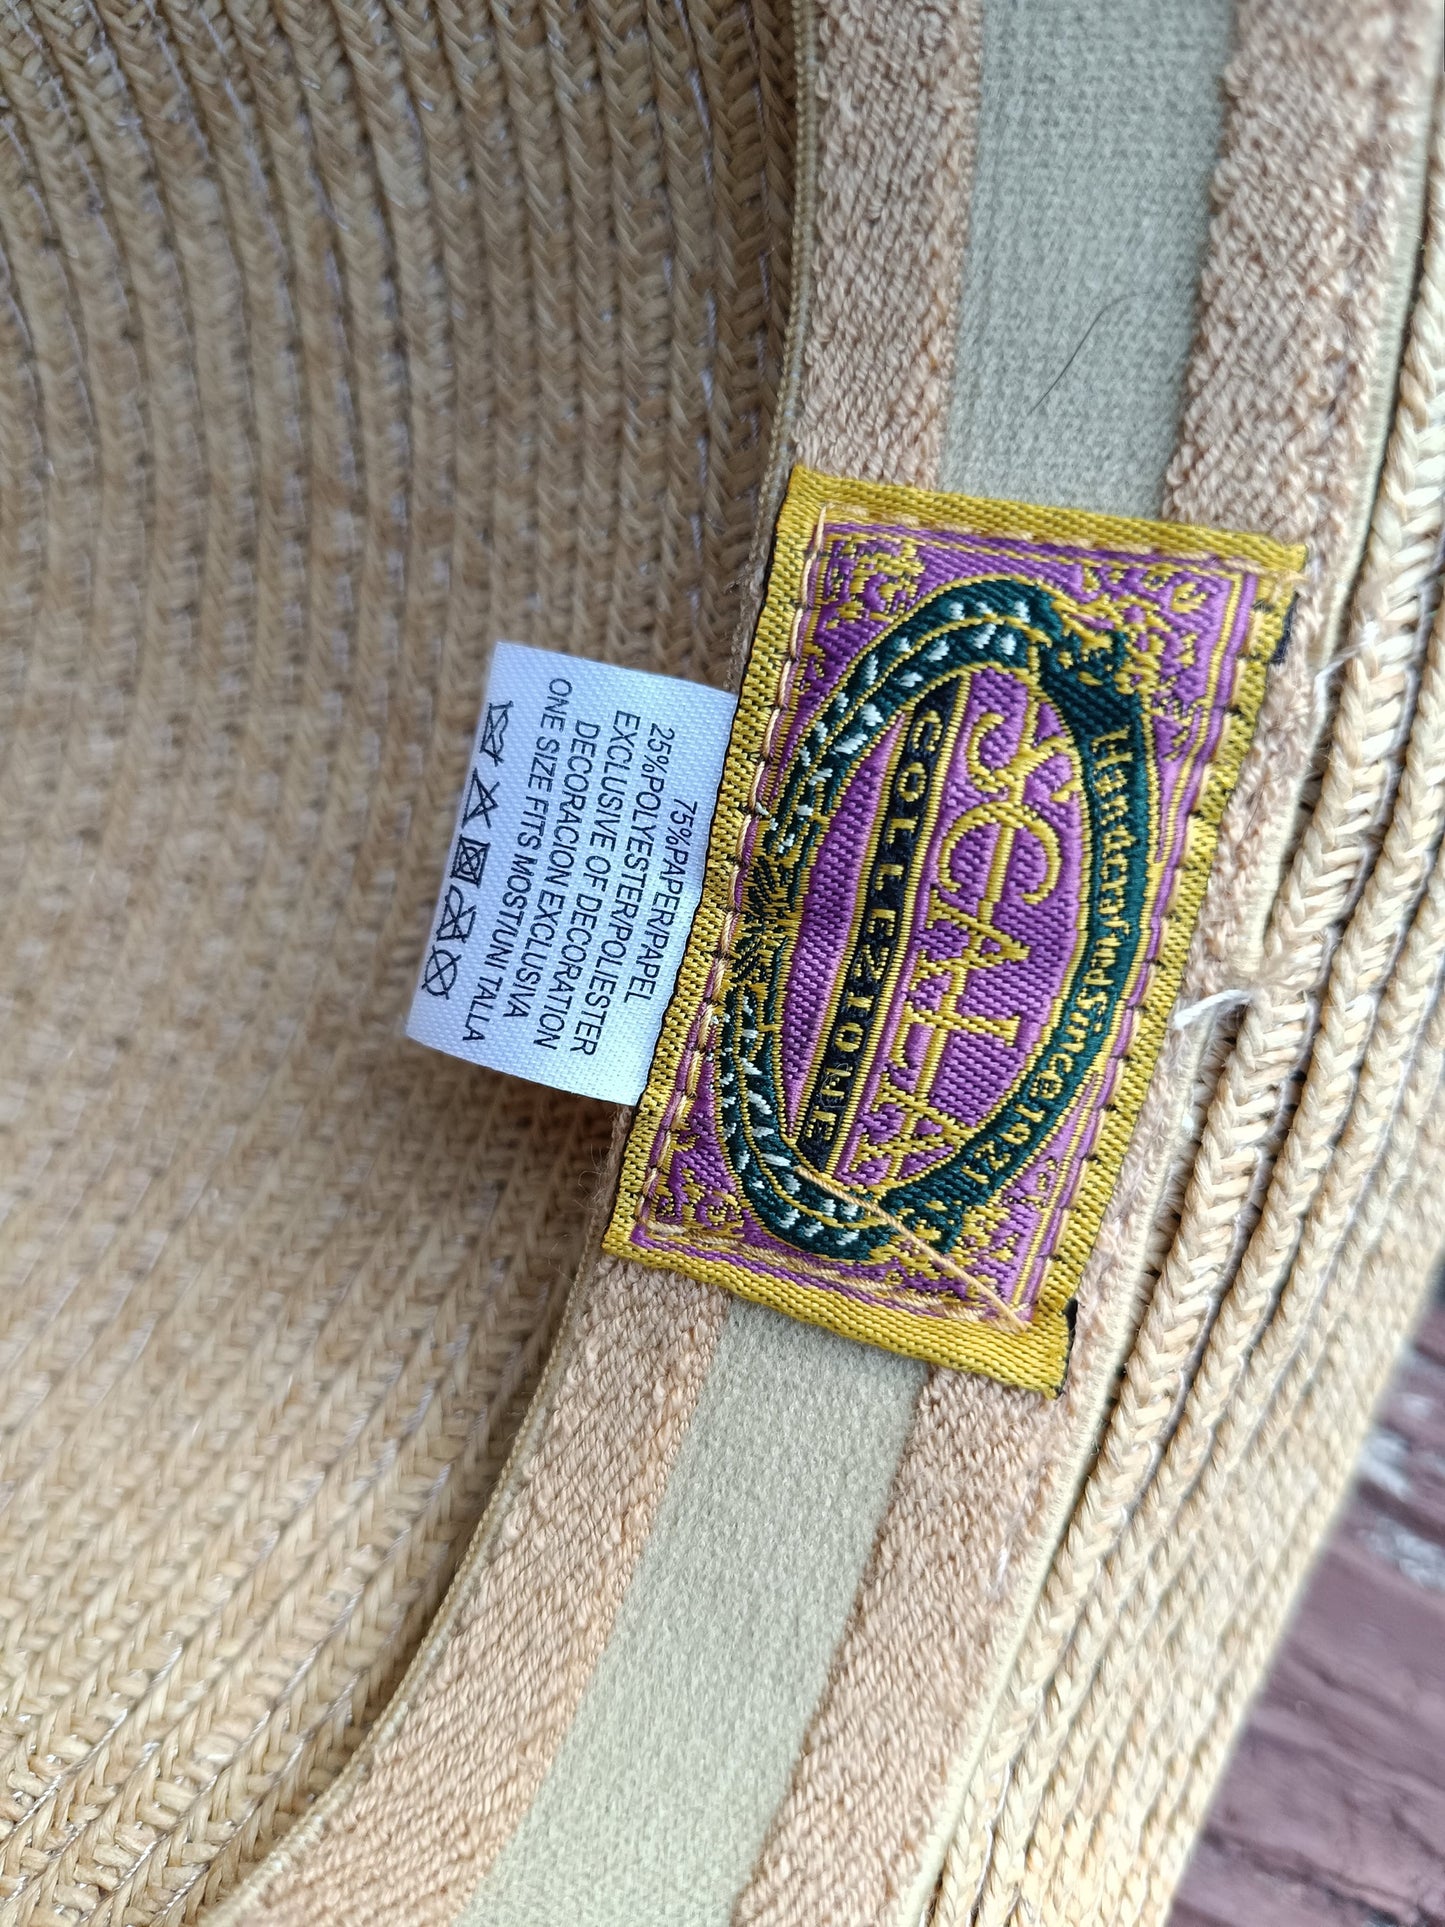 Handcrafted Since 1921
SCALA
COLLEZIONE
75%PAPER/PAPEL
25%POLYESTER/POLIESTER
EXCLUSIVE OF DECORATION
DECORACION EXCLUSIVA
ONE SIZE FITS MOST/UNI TALLA